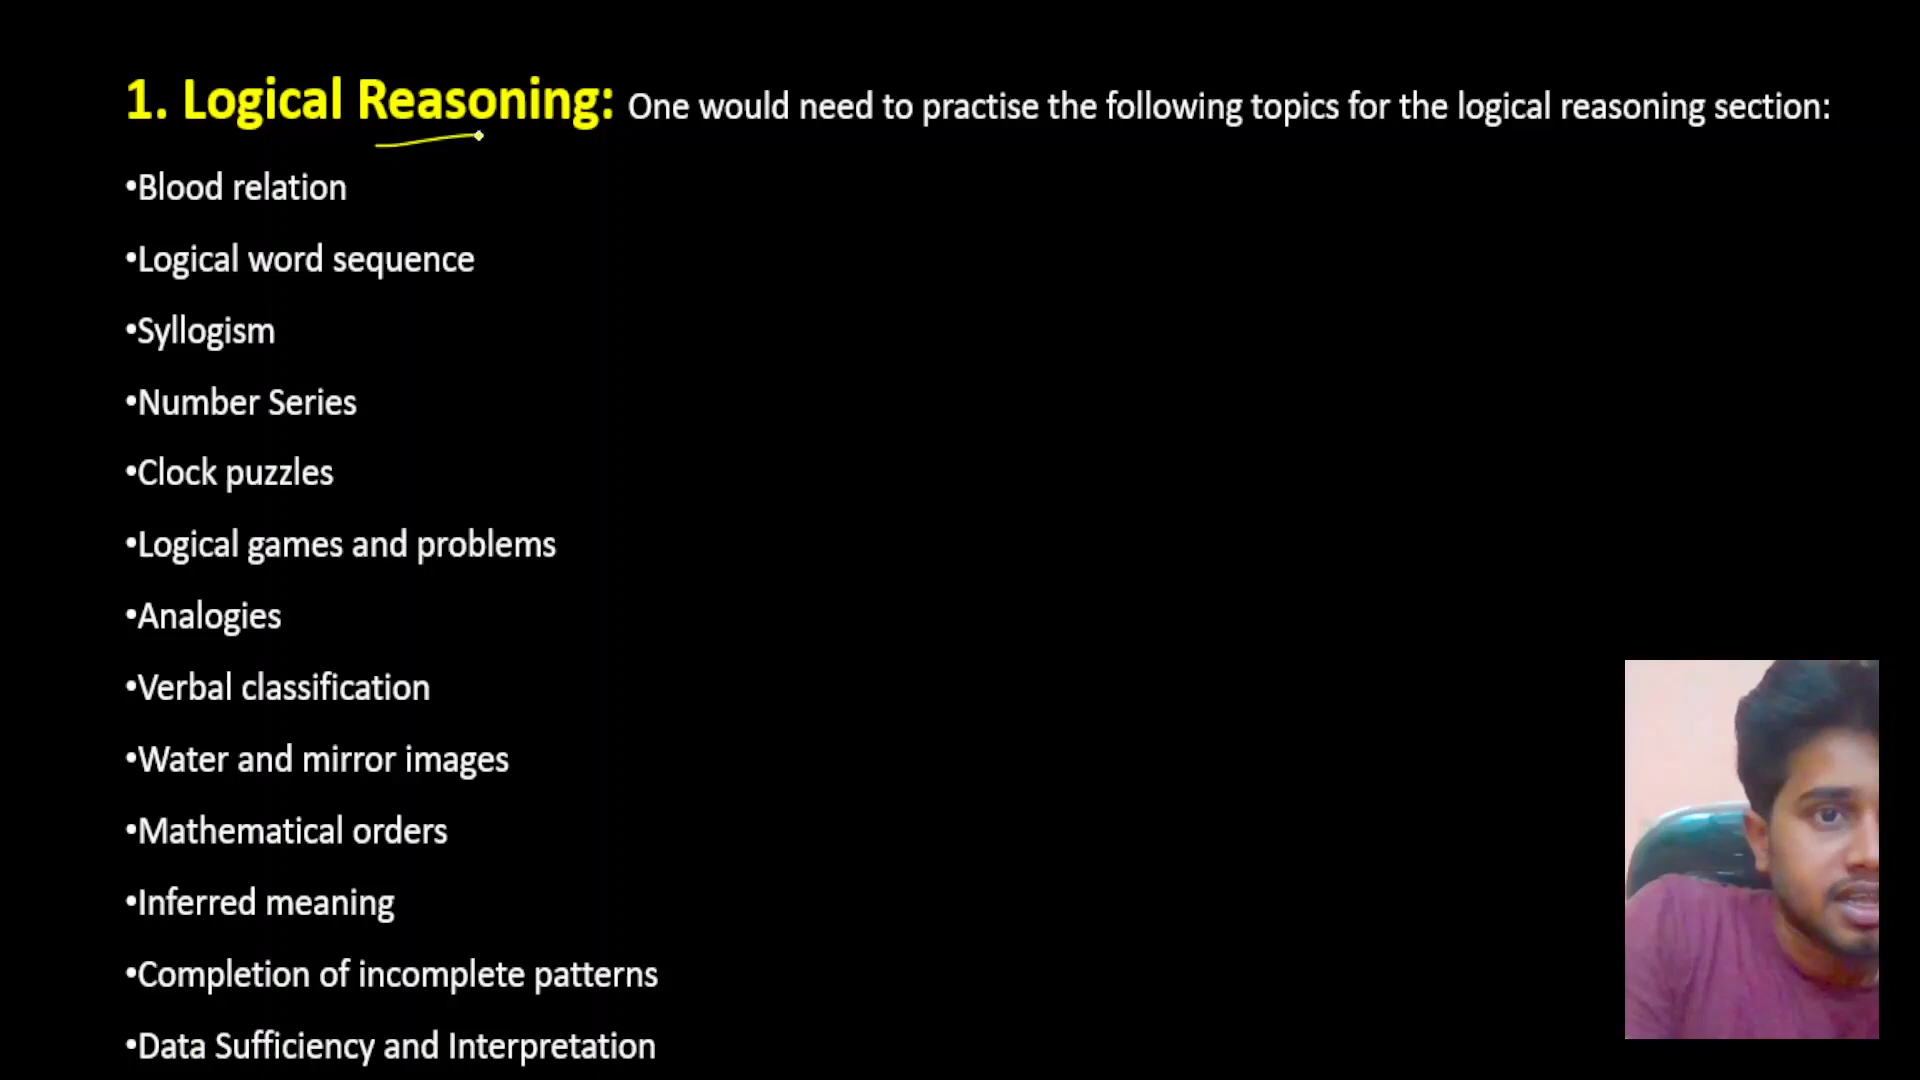 1. Logical Reasoning: One would need to practise the following topics for the logical reasoning section:
•Blood relation
•Logical word sequence
•Syllogism
•Number Series
•Clock puzzles
•Logical games and problems
•Analogies
•Verbal classification
•Water and mirror images
•Mathematical orders
•Inferred meaning
•Completion of incomplete patterns
•Data Sufficiency and Interpretation